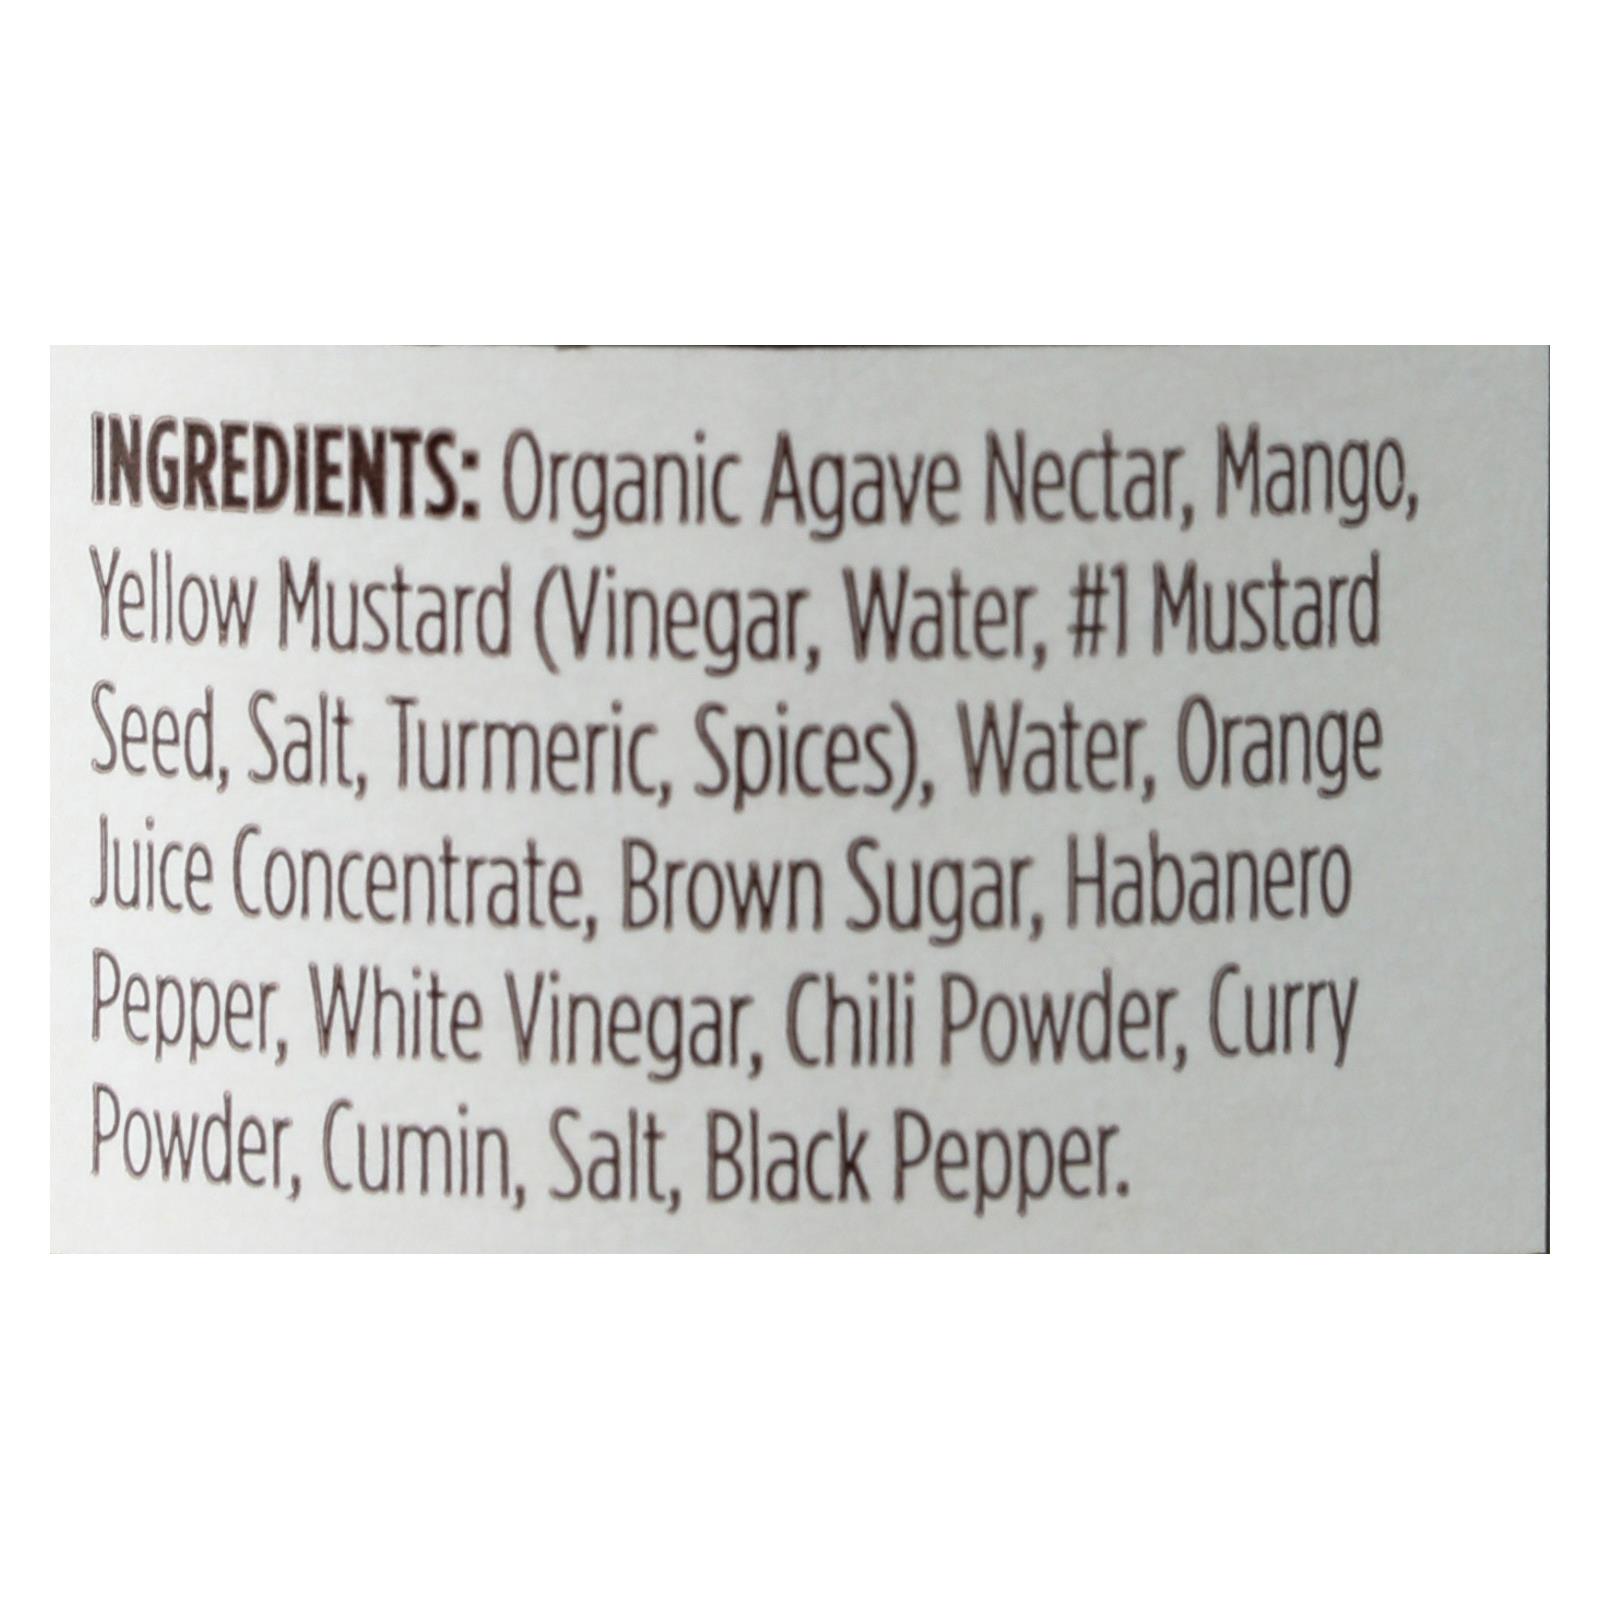 INGREDIENTS: Organic Agave Nectar, Mango,
Yellow Mustard (Vinegar, Water, #1 Mustard
Seed, Salt, Turmeric, Spices), Water, Orange
Juice Concentrate, Brown Sugar, Habanero
Pepper, White Vinegar, Chili Powder, Curry
Powder, Cumin, Salt, Black Pepper.